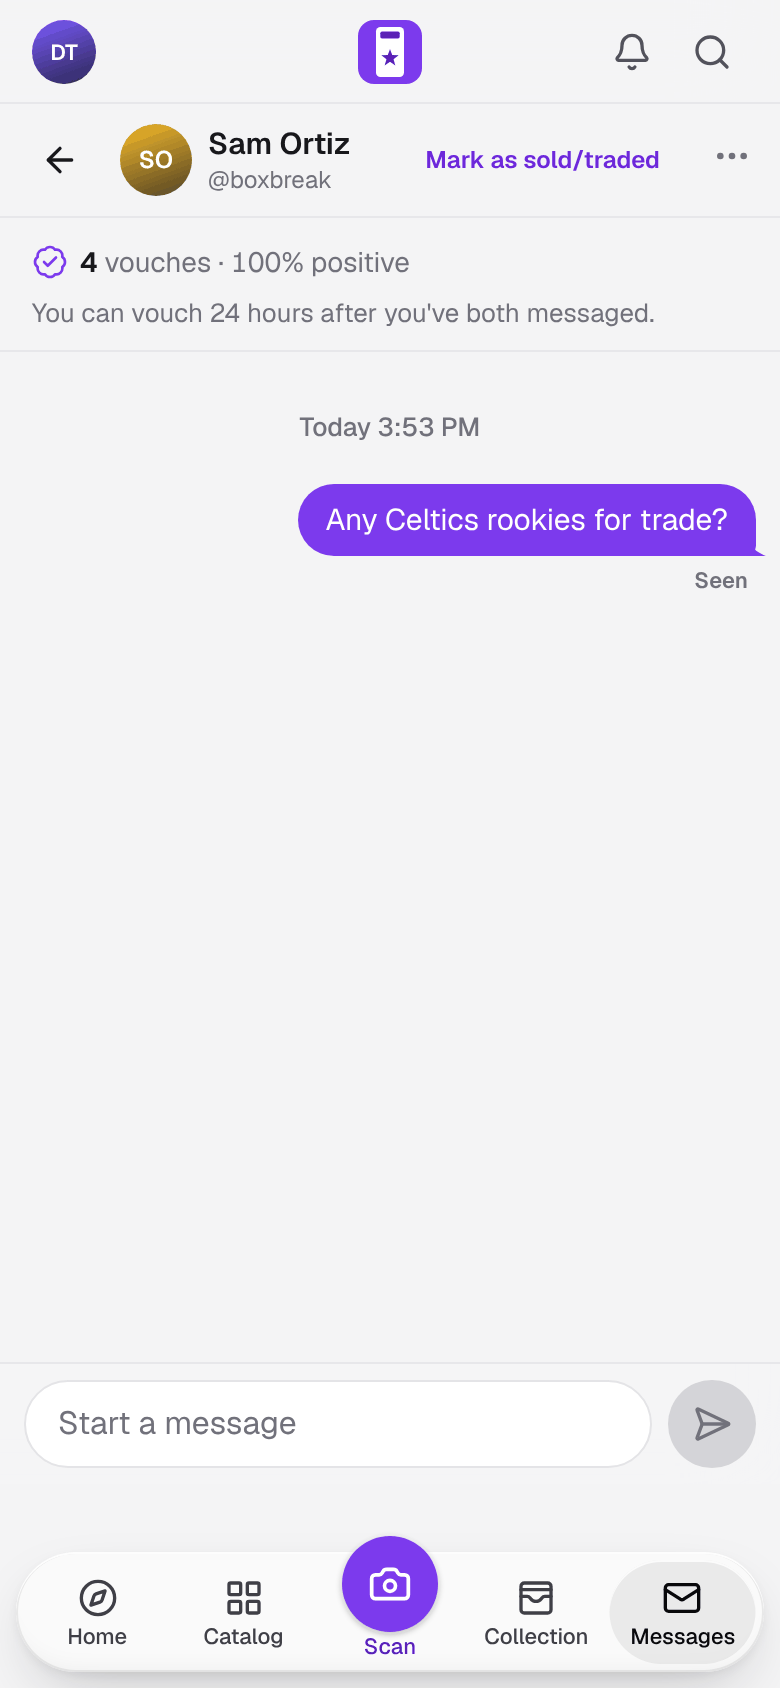 DT
SO
Sam Ortiz
@boxbreak
Mark as sold/traded
4 vouches · 100% positive
You can vouch 24 hours after you've both messaged.
Today 3:53 PM
Any Celtics rookies for trade?
Seen
Start a message
Home
Catalog
Scan
Collection
Messages